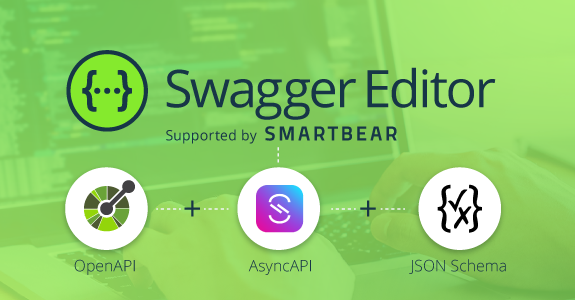 {···} Swagger Editor
Supported by SMARTBEAR
+ +
OpenAPI AsyncAPI JSON Schema